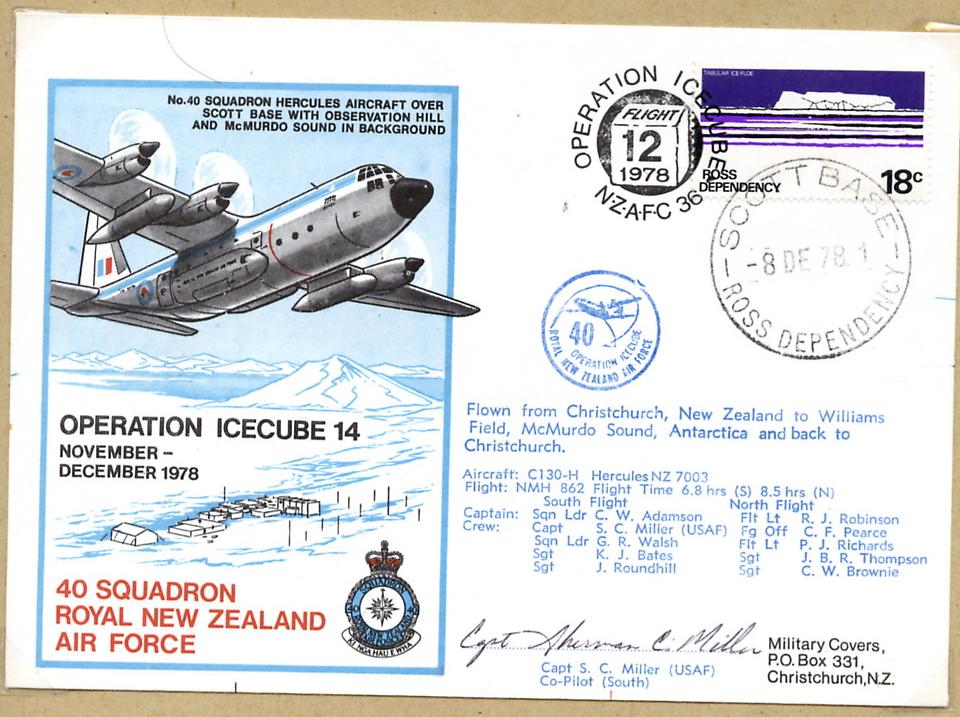 No.40 SQUADRON HERCULES AIRCRAFT OVER
SCOTT BASE WITH OBSERVATION HILL
AND McMURDO SOUND IN BACKGROUND
OPERATION ICECUBE 14
NOVEMBER –
DECEMBER 1978
40 SQUADRON
ROYAL NEW ZEALAND
AIR FORCE
SQUADRON
KI NGA HAU E WHA
OPERATION ICECUBE
FLIGHT
12
1978
N·Z·A·F·C 36
TABULAR ICE-FLOE
ROSS
DEPENDENCY
18c
SCOTT BASE
-8 DE 78.1
ROSS DEPENDENCY
40
OPERATION ICECUBE
ROYAL NEW ZEALAND AIR FORCE
Flown from Christchurch, New Zealand to Williams
Field, McMurdo Sound, Antarctica and back to
Christchurch.
Aircraft: C130-H Hercules NZ 7003
Flight: NMH 862 Flight Time 6.8 hrs (S) 8.5 hrs (N)
South Flight North Flight
Captain: Sqn Ldr C. W. Adamson Flt Lt R. J. Robinson
Crew: Capt S. C. Miller (USAF) Fg Off C. F. Pearce
Sqn Ldr G. R. Walsh Flt Lt P. J. Richards
Sgt K. J. Bates Sgt J. B. R. Thompson
Sgt J. Roundhill Sgt C. W. Brownie
Capt Sherman C. Miller
Capt S. C. Miller (USAF)
Co-Pilot (South)
Military Covers,
P.O. Box 331,
Christchurch,N.Z.